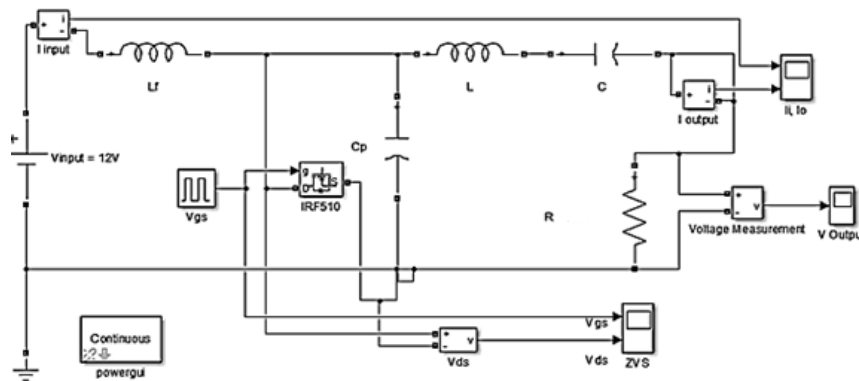 I input
i
+
-
Lf
L
C
+
i
-
I output
Ii, Io
+
Vinput = 12V
Cp
+
g
D
S
IRF510
Vgs
R
+
-
v
Voltage Measurement
V Output
Continuous
powergui
+
-
v
Vds
Vgs
Vds
ZVS